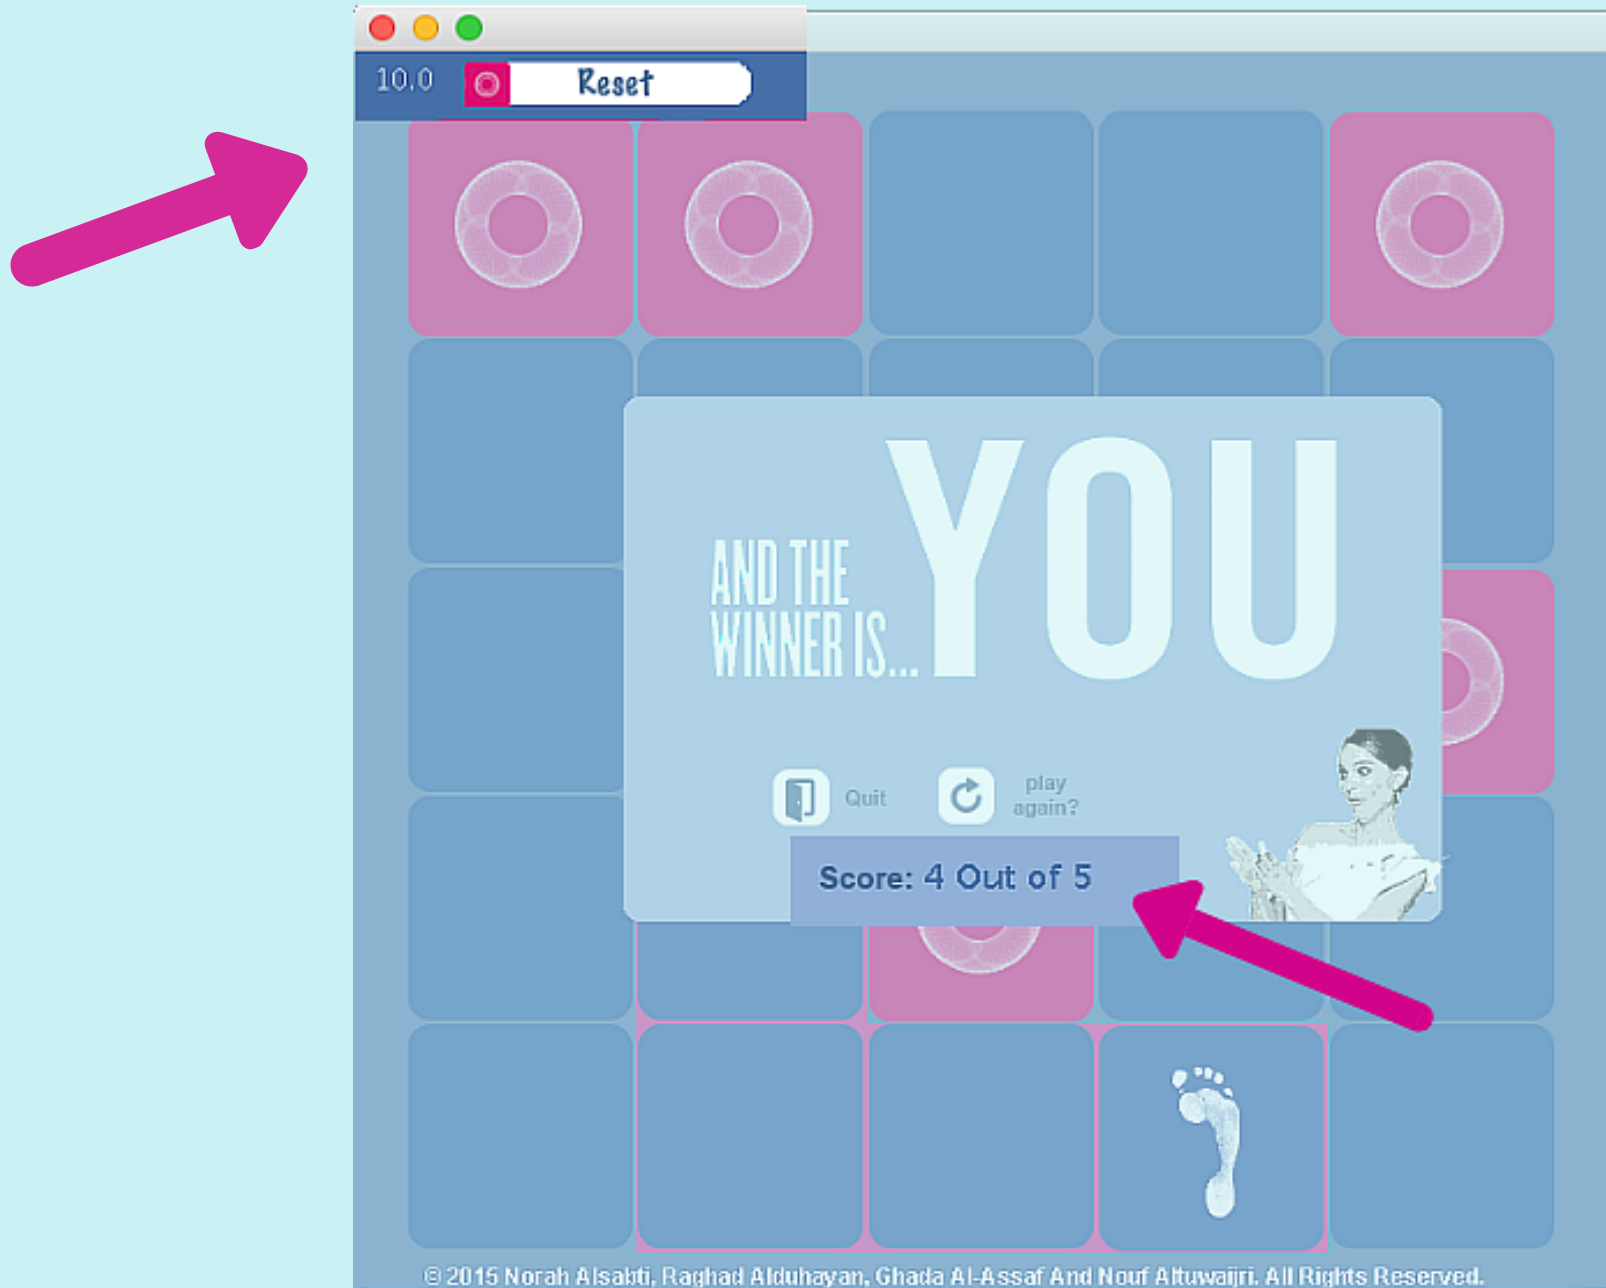 10.0 Reset
AND THE
WINNER IS... YOU
Quit
play
again?
Score: 4 Out of 5
© 2015 Norah Alsabti, Raghad Alduhayan, Ghada Al-Assaf And Nouf Altuwaijri. All Rights Reserved.